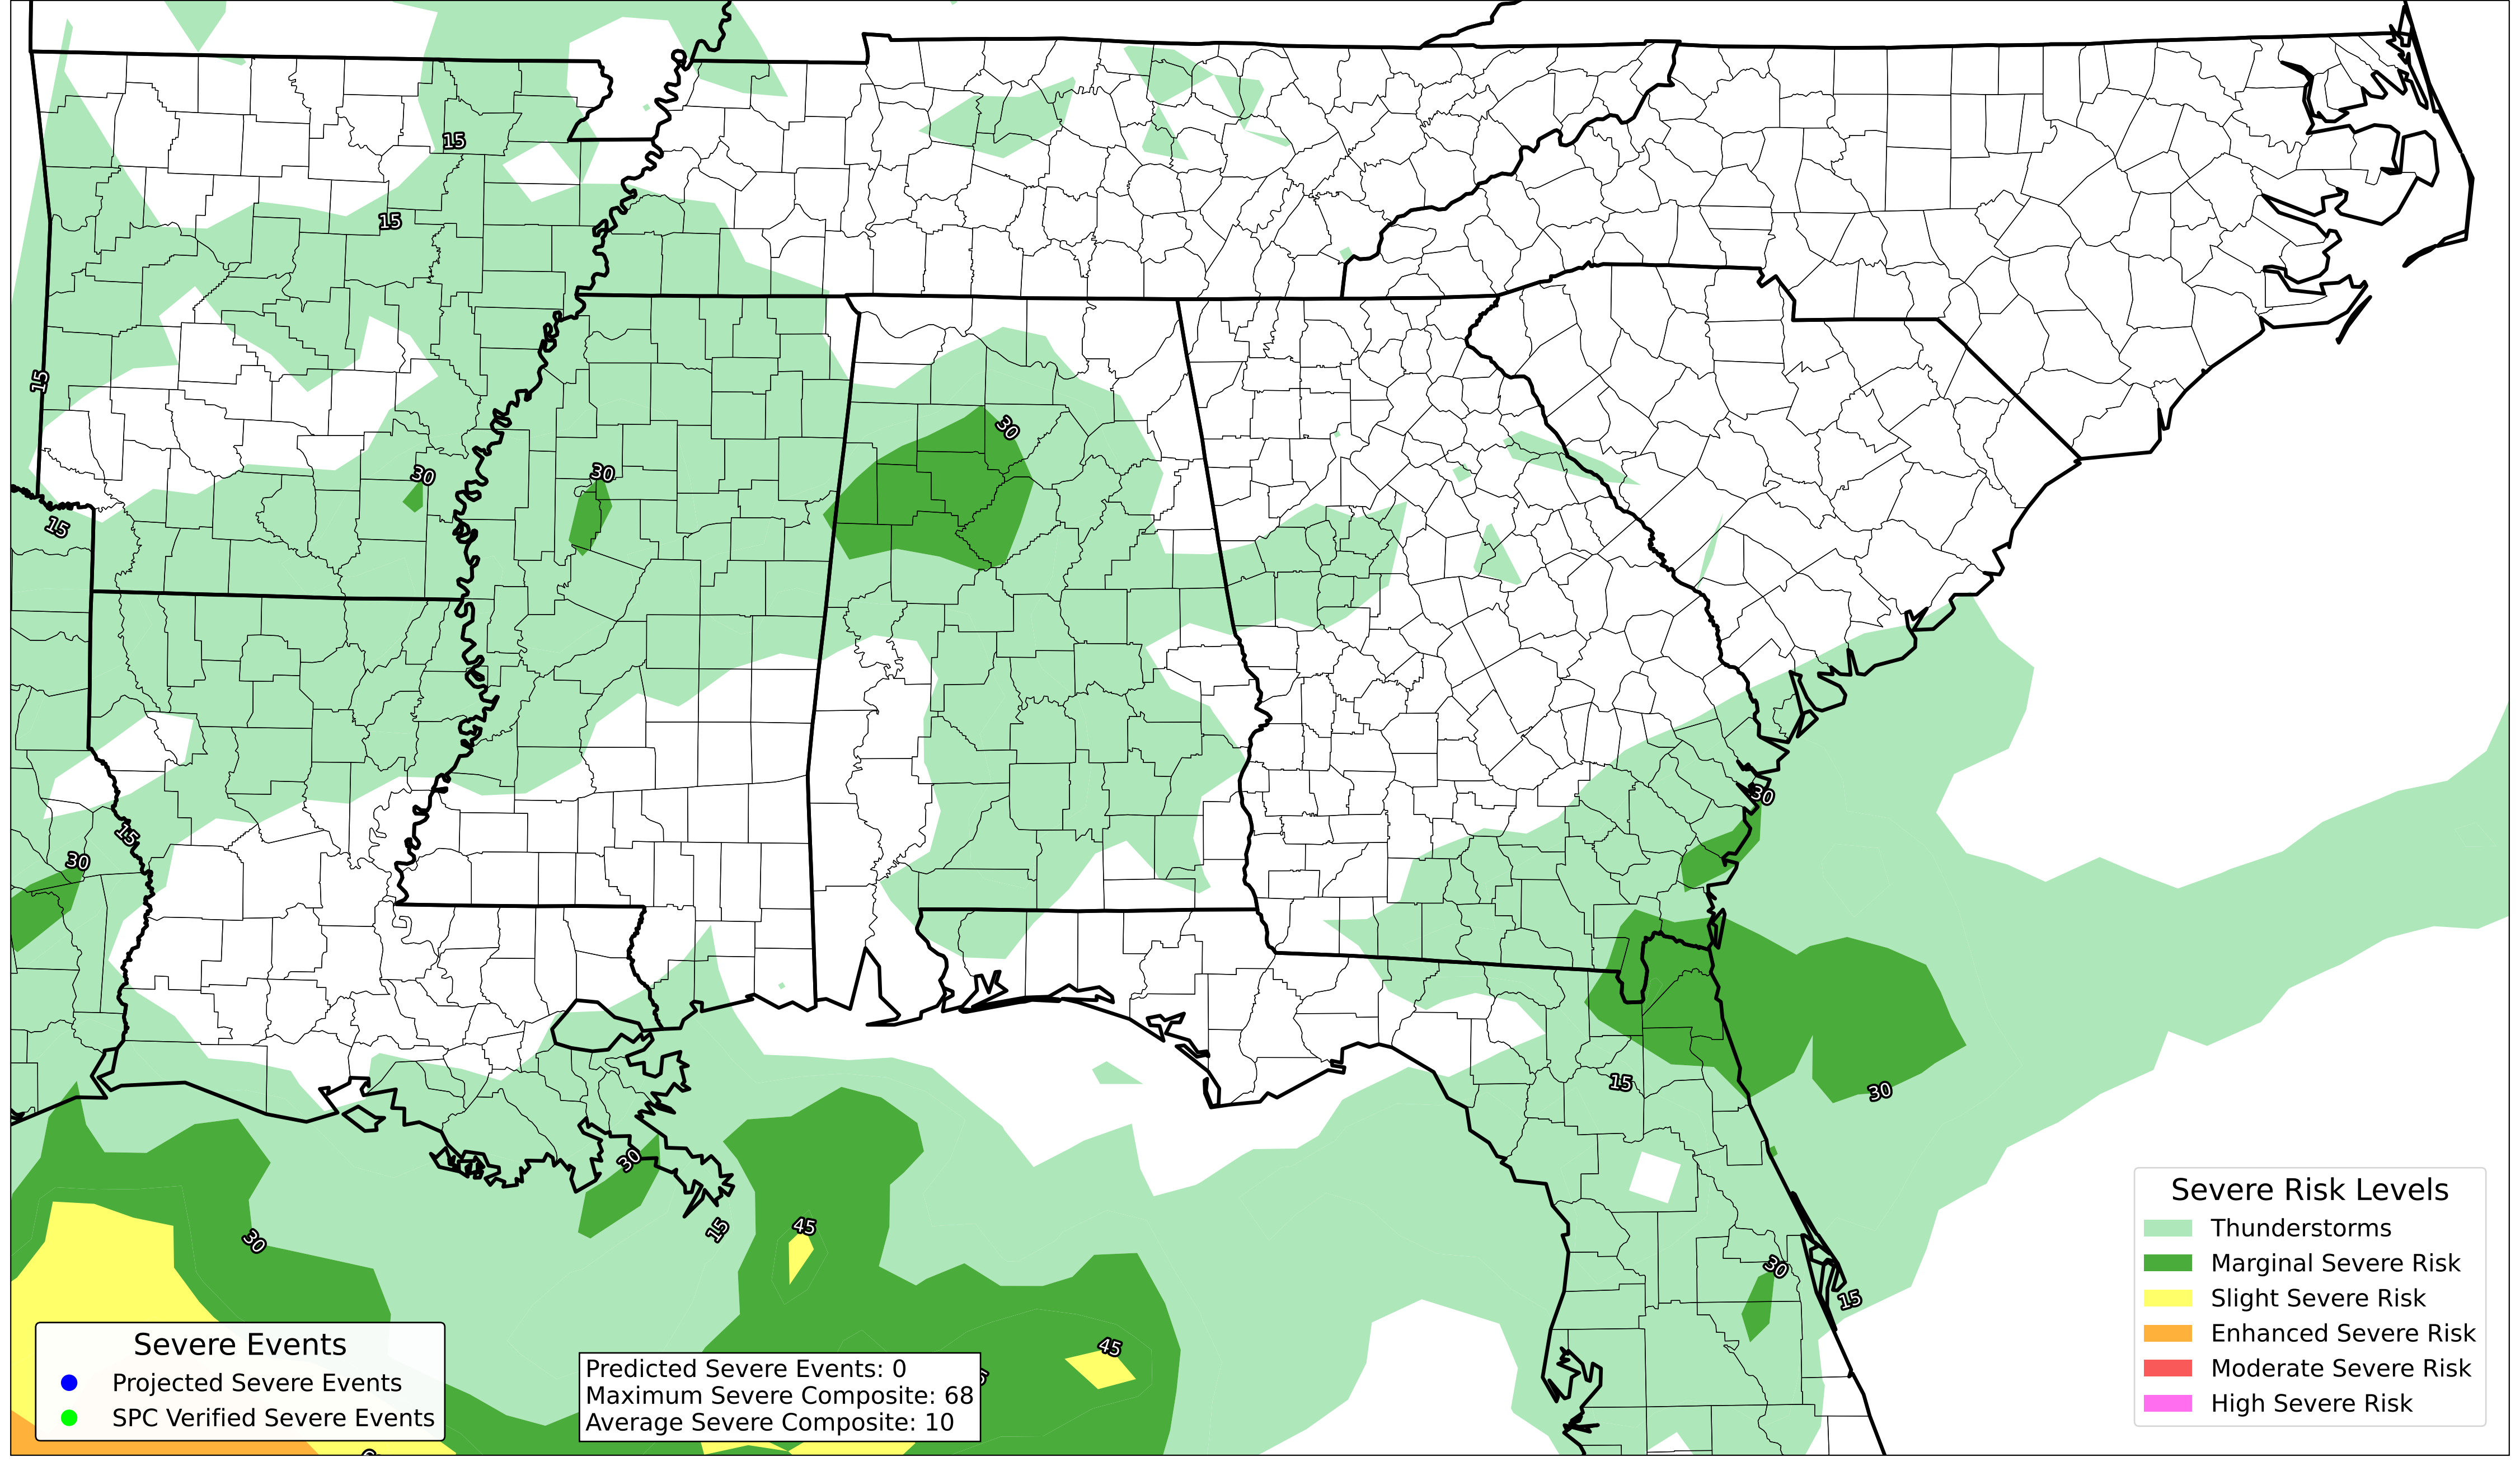 15
15
15
30
30
30
15
30
15
30
30
15
30
30
15
45
30
30
15
45
Severe Risk Levels
Thunderstorms
Marginal Severe Risk
Slight Severe Risk
Enhanced Severe Risk
Moderate Severe Risk
High Severe Risk
Severe Events
Projected Severe Events
SPC Verified Severe Events
Predicted Severe Events: 0
Maximum Severe Composite: 68
Average Severe Composite: 10